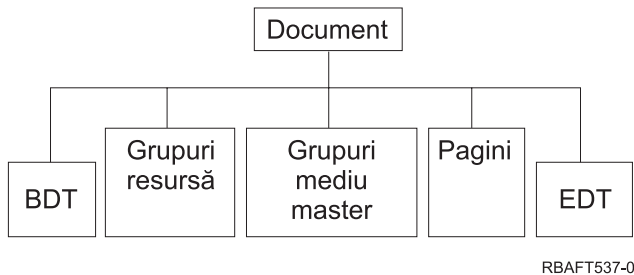 Document
BDT
Grupuri
resursă
Grupuri
mediu
master
Pagini
EDT
RBAFT537-0